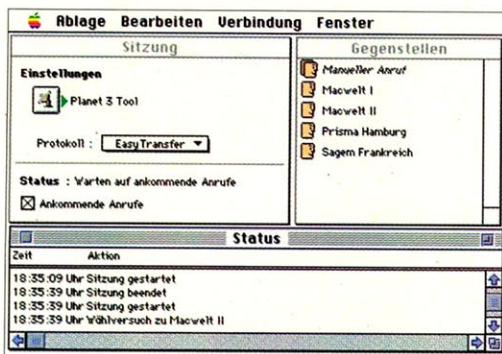 Ablage Bearbeiten Verbindung Fenster
Sitzung
Einstellungen
Planet 3 Tool
Protokoll : EasyTransfer
Status : Warten auf ankommende Anrufe
Ankommende Anrufe
Gegenstellen
Manueller Anruf
Macwelt I
Macwelt II
Prisma Hamburg
Sagem Frankreich
Status
Zeit Aktion
18:35:09 Uhr Sitzung gestartet
18:35:39 Uhr Sitzung beendet
18:35:39 Uhr Sitzung gestartet
18:35:39 Uhr Wählversuch zu Macwelt II